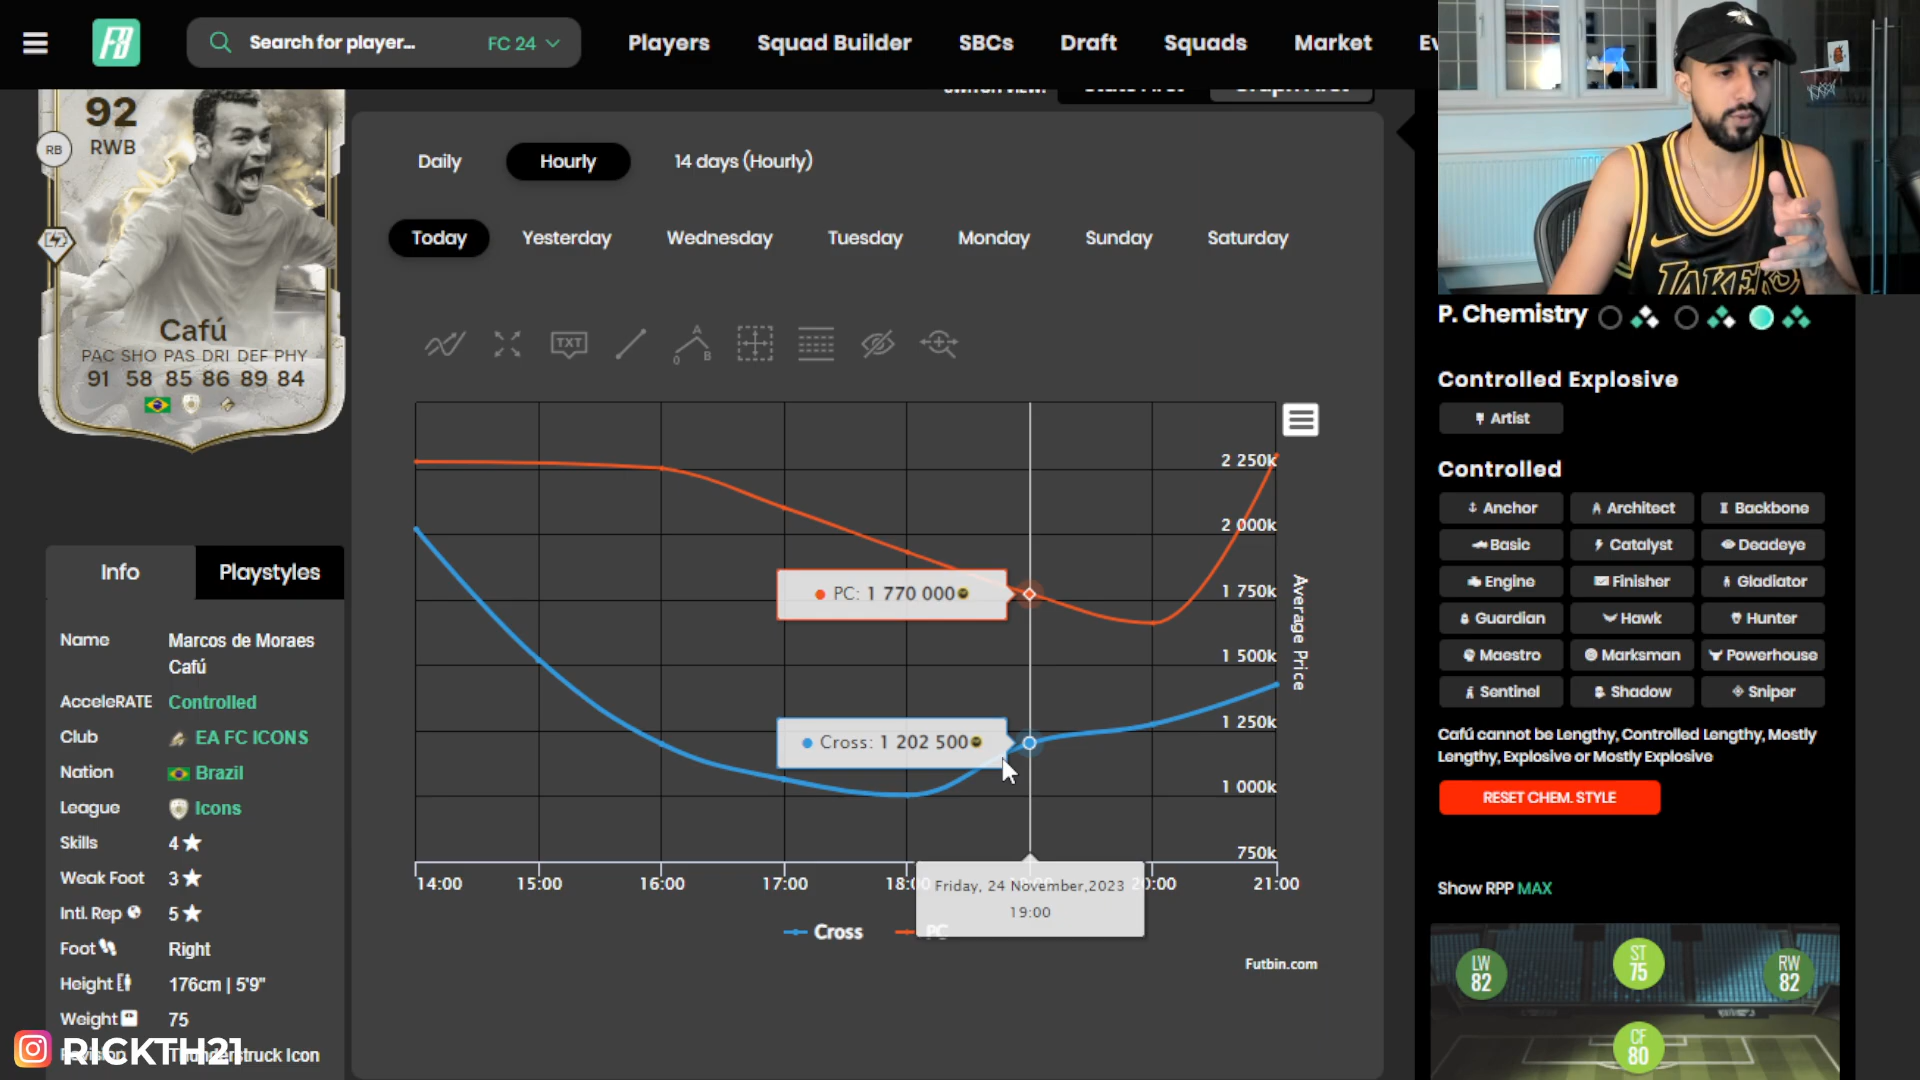 Search for player...
FC 24
Players
Squad Builder
SBCs
Draft
Squads
Market
92
RWB
RB
Cafú
PAC SHO PAS DRI DEF PHY
91 58 85 86 89 84
Daily
Hourly
14 days (Hourly)
Today
Yesterday
Wednesday
Tuesday
Monday
Sunday
Saturday
TXT
A
0 B
2 250k
2 000k
1 750k
1 500k
1 250k
1 000k
750k
Average Price
PC: 1 770 000
Cross: 1 202 500
14:00
15:00
16:00
17:00
20:00
21:00
Friday, 24 November,2023
19:00
Cross
PC
Futbin.com
Info
Playstyles
Name Marcos de Moraes
Cafú
AcceleRATE Controlled
Club EA FC ICONS
Nation Brazil
League Icons
Skills 4
Weak Foot 3
Intl. Rep 5
Foot Right
Height 176cm | 5'9"
Weight 75
Thunderstruck Icon
RICKTH21
LAKERS
P. Chemistry
Controlled Explosive
Artist
Controlled
Anchor Architect Backbone
Basic Catalyst Deadeye
Engine Finisher Gladiator
Guardian Hawk Hunter
Maestro Marksman Powerhouse
Sentinel Shadow Sniper
Cafú cannot be Lengthy, Controlled Lengthy, Mostly
Lengthy, Explosive or Mostly Explosive
RESET CHEM. STYLE
Show RPP MAX
LW
82
ST
75
RW
82
CF
80